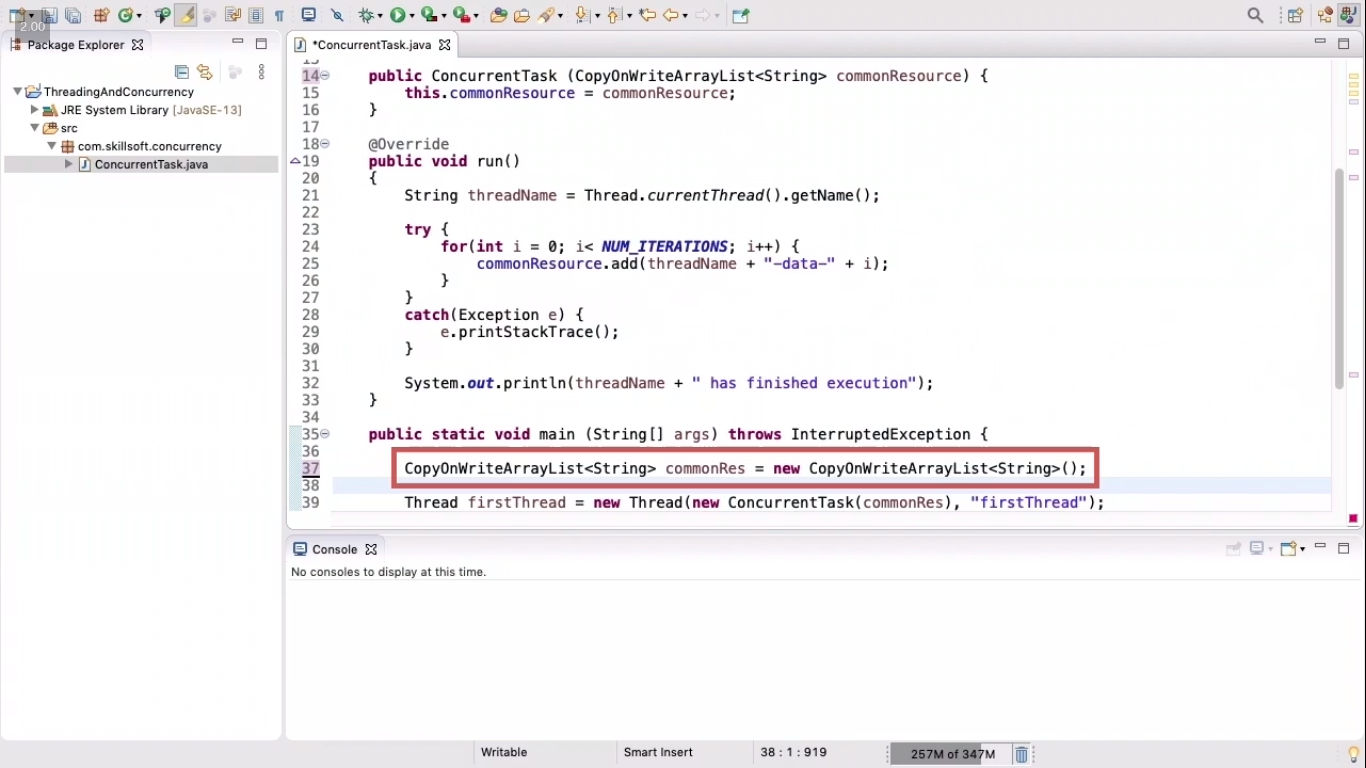 2.00
Package Explorer
*ConcurrentTask.java
ThreadingAndConcurrency
JRE System Library [JavaSE-13]
src
com.skillsoft.concurrency
ConcurrentTask.java
14 public ConcurrentTask (CopyOnWriteArrayList<String> commonResource) {
15 this.commonResource = commonResource;
16 }
17
18 @Override
19 public void run()
20 {
21 String threadName = Thread.currentThread().getName();
22
23 try {
24 for(int i = 0; i< NUM_ITERATIONS; i++) {
25 commonResource.add(threadName + "-data-" + i);
26 }
27 }
28 catch(Exception e) {
29 e.printStackTrace();
30 }
31
32 System.out.println(threadName + " has finished execution");
33 }
34
35 public static void main (String[] args) throws InterruptedException {
36
37 CopyOnWriteArrayList<String> commonRes = new CopyOnWriteArrayList<String>();
38
39 Thread firstThread = new Thread(new ConcurrentTask(commonRes), "firstThread");
Console
No consoles to display at this time.
Writable
Smart Insert
38 : 1 : 919
257M of 347M